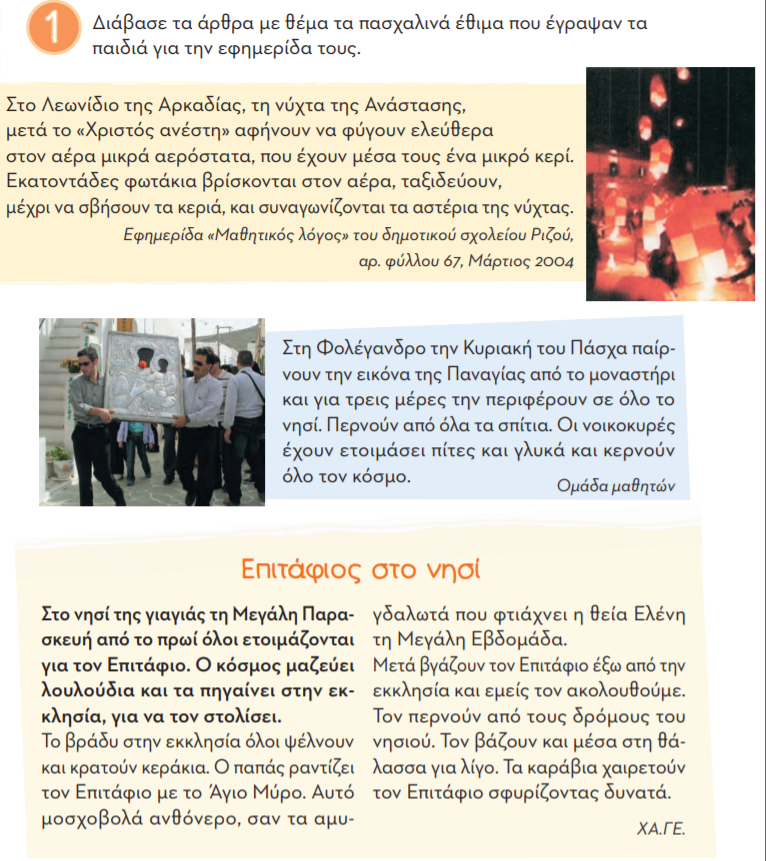 1
Διάβασε τα άρθρα με θέμα τα πασχαλινά έθιμα που έγραψαν τα
παιδιά για την εφημερίδα τους.
Στο Λεωνίδιο της Αρκαδίας, τη νύχτα της Ανάστασης,
μετά το «Χριστός ανέστη» αφήνουν να φύγουν ελεύθερα
στον αέρα μικρά αερόστατα, που έχουν μέσα τους ένα μικρό κερί.
Εκατοντάδες φωτάκια βρίσκονται στον αέρα, ταξιδεύουν,
μέχρι να σβήσουν τα κεριά, και συναγωνίζονται τα αστέρια της νύχτας.
Εφημερίδα «Μαθητικός λόγος» του δημοτικού σχολείου Ριζού,
αρ. φύλλου 67, Μάρτιος 2004
Στη Φολέγανδρο την Κυριακή του Πάσχα παίρ-
νουν την εικόνα της Παναγίας από το μοναστήρι
και για τρεις μέρες την περιφέρουν σε όλο το
νησί. Περνούν από όλα τα σπίτια. Οι νοικοκυρές
έχουν ετοιμάσει πίτες και γλυκά και κερνούν
όλο τον κόσμο.
Ομάδα μαθητών
Επιτάφιος στο νησί
Στο νησί της γιαγιάς τη Μεγάλη Παρα-
σκευή από το πρωί όλοι ετοιμάζονται
για τον Επιτάφιο. Ο κόσμος μαζεύει
λουλούδια και τα πηγαίνει στην εκ-
κλησία, για να τον στολίσει.
Το βράδυ στην εκκλησία όλοι ψέλνουν
και κρατούν κεράκια. Ο παπάς ραντίζει
τον Επιτάφιο με το Άγιο Μύρο. Αυτό
μοσχοβολά ανθόνερο, σαν τα αμυ-
γδαλωτά που φτιάχνει η θεία Ελένη
τη Μεγάλη Εβδομάδα.
Μετά βγάζουν τον Επιτάφιο έξω από την
εκκλησία και εμείς τον ακολουθούμε.
Τον περνούν από τους δρόμους του
νησιού. Τον βάζουν και μέσα στη θά-
λασσα για λίγο. Τα καράβια χαιρετούν
τον Επιτάφιο σφυρίζοντας δυνατά.
ΧΑ.ΓΕ.